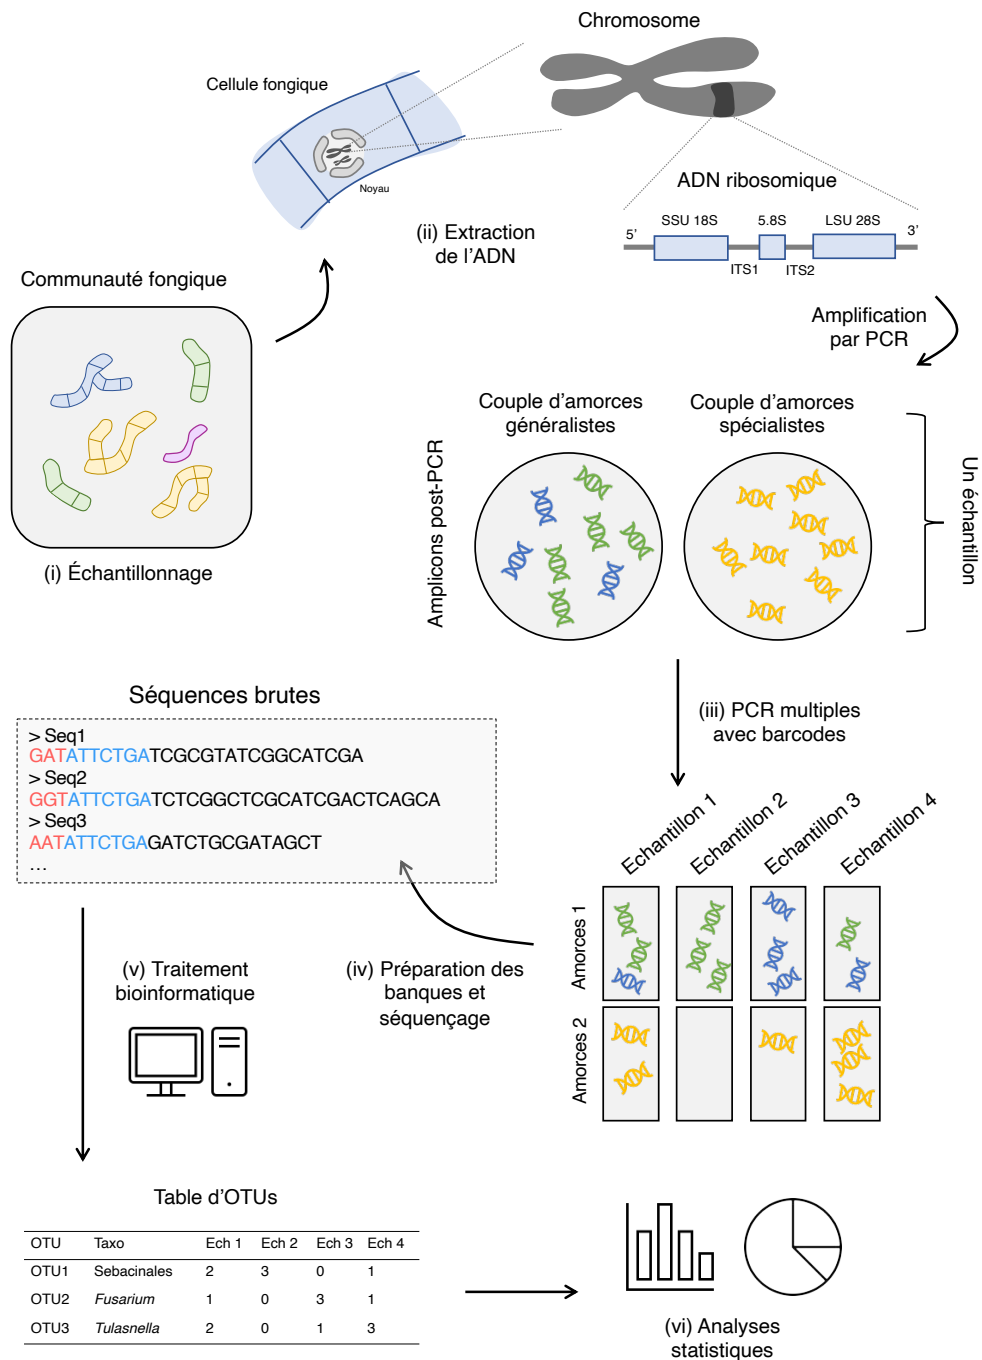 Chromosome
Cellule fongique
Noyau
ADN ribosomique
SSU 18S
5.8S
LSU 28S
5’
3’
ITS1
ITS2
(ii) Extraction
de l’ADN
Communauté fongique
(i) Échantillonnage
Amplification
par PCR
Couple d’amorces
généralistes
Couple d’amorces
spécialistes
Amplicons post-PCR
Un échantillon
(iii) PCR multiples
avec barcodes
Séquences brutes
> Seq1
GATATTCTGATCGCGTATCGGCATCGA
> Seq2
GGTATTCTGATCTCGGCTCGCATCGACTCAGCA
> Seq3
AATATTCTGAGATCTGCGATAGCT
...
Echantillon 1
Echantillon 2
Echantillon 3
Echantillon 4
Amorces 1
Amorces 2
(iv) Préparation des
banques et
séquençage
(v) Traitement
bioinformatique
Table d’OTUs
OTU Taxo Ech 1 Ech 2 Ech 3 Ech 4
OTU1 Sebacinales 2 3 0 1
OTU2 Fusarium 1 0 3 1
OTU3 Tulasnella 2 0 1 3
(vi) Analyses
statistiques